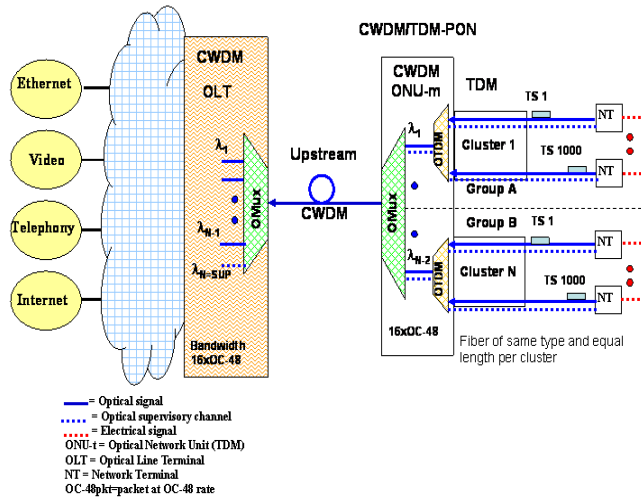 CWDM/TDM-PON
Ethernet
Video
Telephony
Internet
CWDM
OLT
λ1
λN-1
λN=SUP
OMux
Bandwidth
16xOC-48
Upstream
CWDM
CWDM
ONU-m
OMux
λ1
λN-2
16xOC-48
OTDM
OTDM
TDM
Cluster 1
Group A
Group B
Cluster N
TS 1
TS 1000
TS 1
TS 1000
NT
NT
NT
NT
Fiber of same type and equal
length per cluster
= Optical signal
= Optical supervisory channel
= Electrical signal
ONU-t = Optical Network Unit (TDM)
OLT = Optical Line Terminal
NT = Network Terminal
OC-48pkt=packet at OC-48 rate